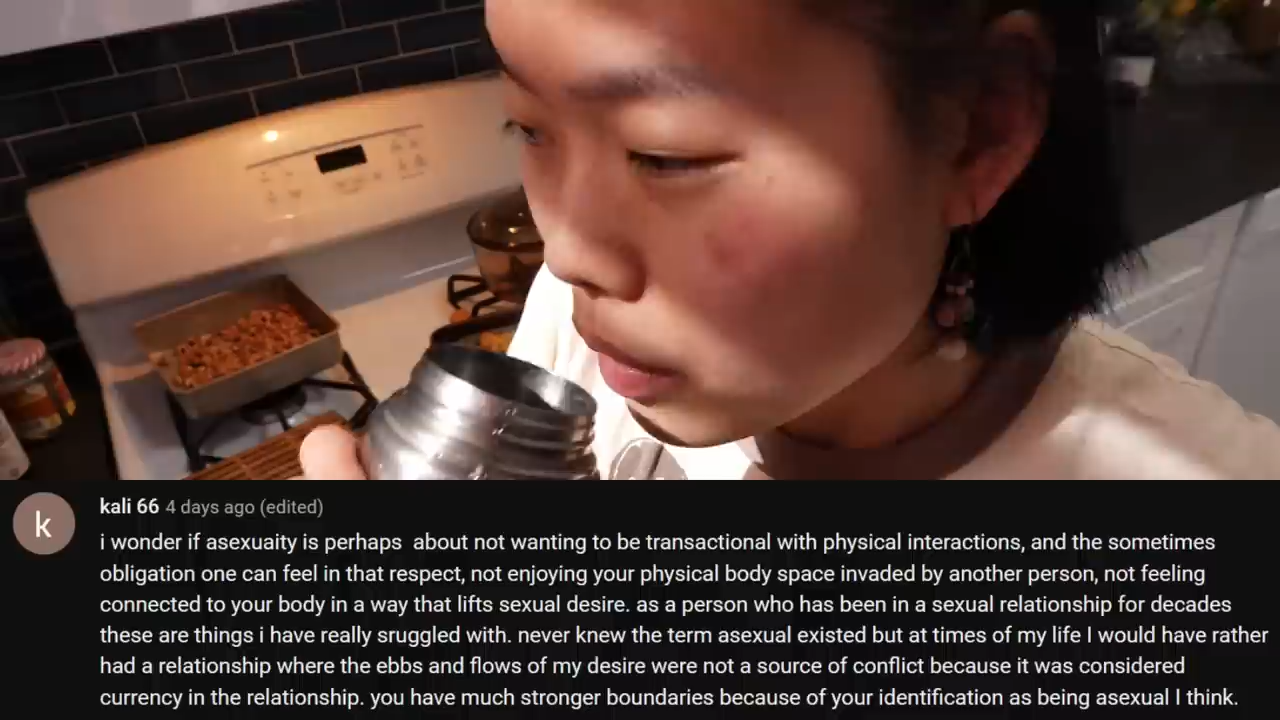 k
kali 66 4 days ago (edited)
i wonder if asexuaity is perhaps  about not wanting to be transactional with physical interactions, and the sometimes
obligation one can feel in that respect, not enjoying your physical body space invaded by another person, not feeling
connected to your body in a way that lifts sexual desire. as a person who has been in a sexual relationship for decades
these are things i have really sruggled with. never knew the term asexual existed but at times of my life I would have rather
had a relationship where the ebbs and flows of my desire were not a source of conflict because it was considered
currency in the relationship. you have much stronger boundaries because of your identification as being asexual I think.